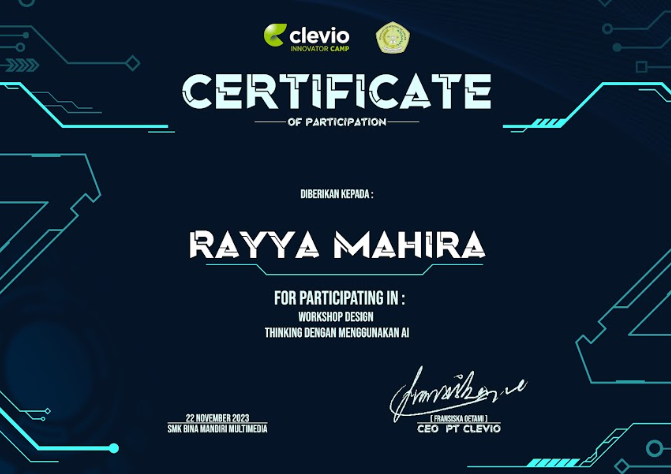 clevio
INNOVATOR CAMP
CERTIFICATE
OF PARTICIPATION
DIBERIKAN KEPADA :
RAYYA MAHIRA
FOR PARTICIPATING IN :
WORKSHOP DESIGN
THINKING DENGAN MENGGUNAKAN AI
22 NOVEMBER 2023
SMK BINA MANDIRI MULTIMEDIA
[ FRANSISKA OETAMI ]
CEO PT CLEVIO